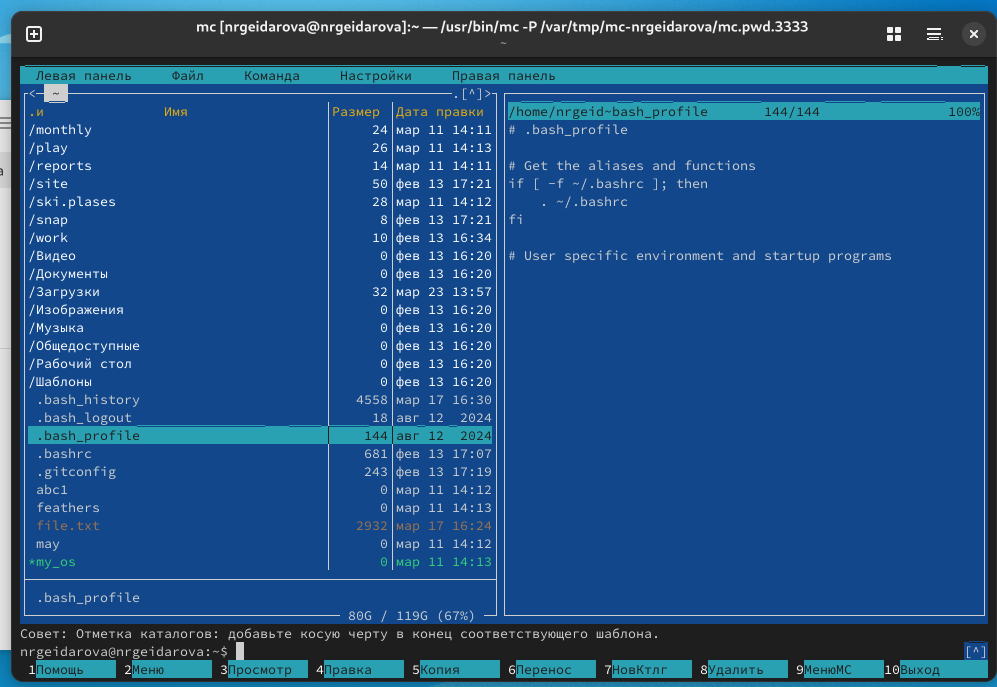 mc [nrgeidarova@nrgeidarova]:~ — /usr/bin/mc -P /var/tmp/mc-nrgeidarova/mc.pwd.3333
~
Левая панель Файл Команда Настройки Правая панель
<─ ~ .[^]>
.и Имя Размер Дата правки
/monthly 24 мар 11 14:11
/play 26 мар 11 14:13
/reports 14 мар 11 14:11
/site 50 фев 13 17:21
/ski.plases 28 мар 11 14:12
/snap 8 фев 13 17:21
/work 10 фев 13 16:34
/Видео 0 фев 13 16:20
/Документы 0 фев 13 16:20
/Загрузки 32 мар 23 13:57
/Изображения 0 фев 13 16:20
/Музыка 0 фев 13 16:20
/Общедоступные 0 фев 13 16:20
/Рабочий стол 0 фев 13 16:20
/Шаблоны 0 фев 13 16:20
.bash_history 4558 мар 17 16:30
.bash_logout 18 авг 12 2024
.bash_profile 144 авг 12 2024
.bashrc 681 фев 13 17:07
.gitconfig 243 фев 13 17:19
abc1 0 мар 11 14:12
feathers 0 мар 11 14:13
file.txt 2932 мар 17 16:24
may 0 мар 11 14:12
*my_os 0 мар 11 14:13
.bash_profile
80G / 119G (67%)
/home/nrgeid~bash_profile 144/144 100%
# .bash_profile
# Get the aliases and functions
if [ -f ~/.bashrc ]; then
. ~/.bashrc
fi
# User specific environment and startup programs
Совет: Отметка каталогов: добавьте косую черту в конец соответствующего шаблона.
nrgeidarova@nrgeidarova:~$ [^]
1Помощь 2Меню 3Просмотр 4Правка 5Копия 6Перенос 7НовКтлг 8Удалить 9МенюMC 10Выход